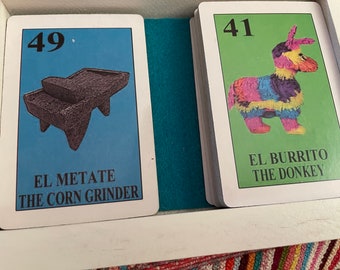 49
EL METATE
THE CORN GRINDER
41
EL BURRITO
THE DONKEY